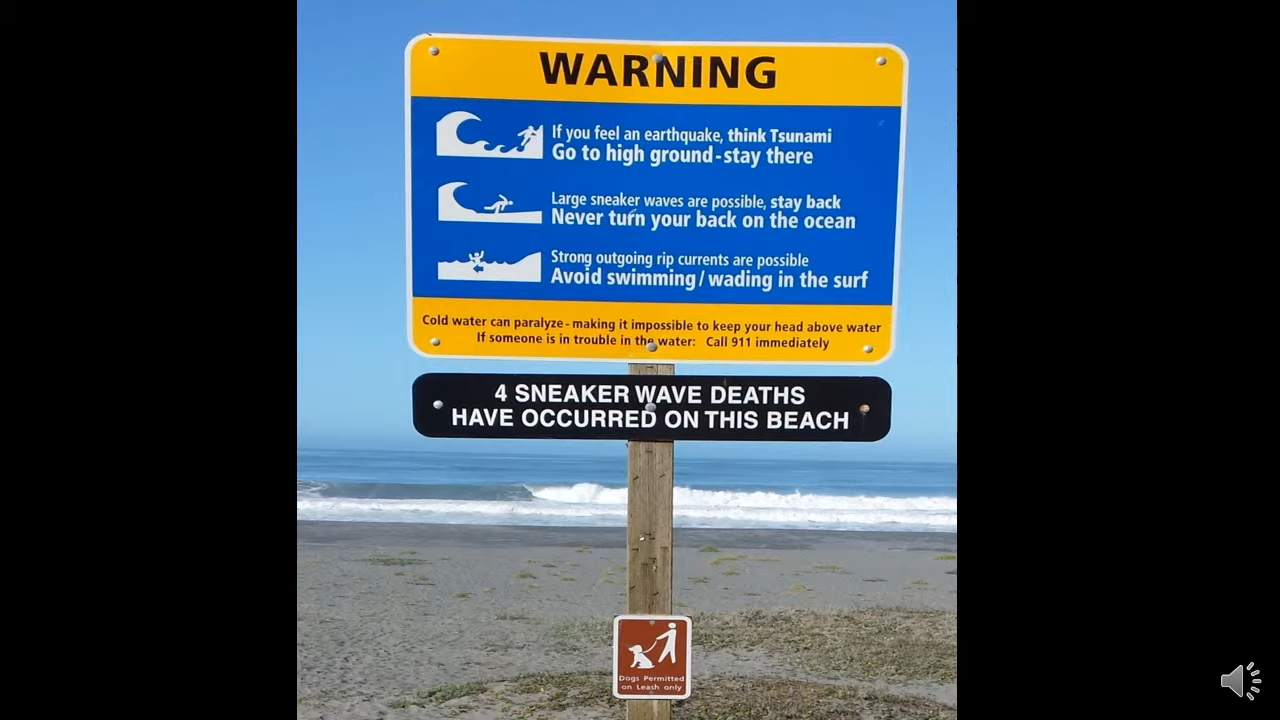 WARNING
If you feel an earthquake, think Tsunami
Go to high ground-stay there
Large sneaker waves are possible, stay back
Never turn your back on the ocean
Strong outgoing rip currents are possible
Avoid swimming/wading in the surf
Cold water can paralyze - making it impossible to keep your head above water
If someone is in trouble in the water: Call 911 immediately
4 SNEAKER WAVE DEATHS
HAVE OCCURRED ON THIS BEACH
Dogs Permitted
on Leash only